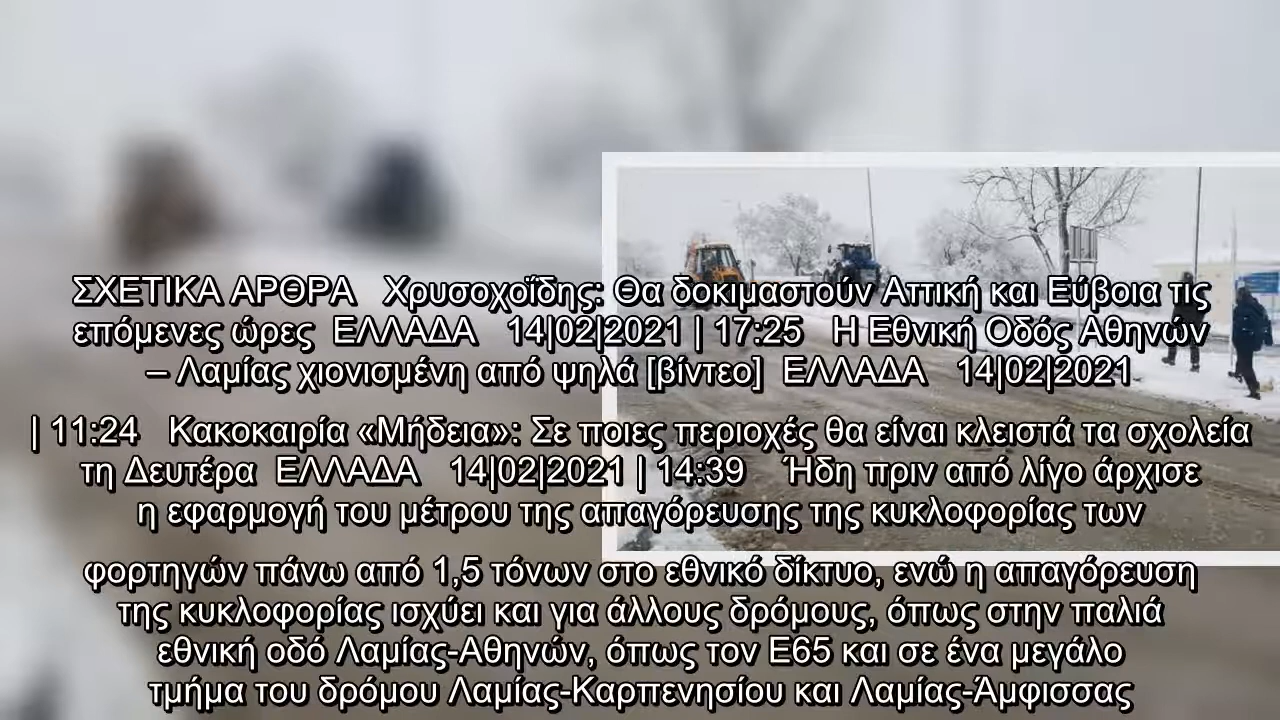 ΣΧΕΤΙΚΑ ΑΡΘΡΑ Χρυσοχοΐδης: Θα δοκιμαστούν Αττική και Εύβοια τις
επόμενες ώρες ΕΛΛΑΔΑ 14|02|2021 | 17:25 Η Εθνική Οδός Αθηνών
– Λαμίας χιονισμένη από ψηλά [βίντεο] ΕΛΛΑΔΑ 14|02|2021
| 11:24 Κακοκαιρία «Μήδεια»: Σε ποιες περιοχές θα είναι κλειστά τα σχολεία
τη Δευτέρα ΕΛΛΑΔΑ 14|02|2021 | 14:39 Ήδη πριν από λίγο άρχισε
η εφαρμογή του μέτρου της απαγόρευσης της κυκλοφορίας των
φορτηγών πάνω από 1,5 τόνων στο εθνικό δίκτυο, ενώ η απαγόρευση
της κυκλοφορίας ισχύει και για άλλους δρόμους, όπως στην παλιά
εθνική οδό Λαμίας-Αθηνών, όπως τον Ε65 και σε ένα μεγάλο
τμήμα του δρόμου Λαμίας-Καρπενησίου και Λαμίας-Άμφισσας